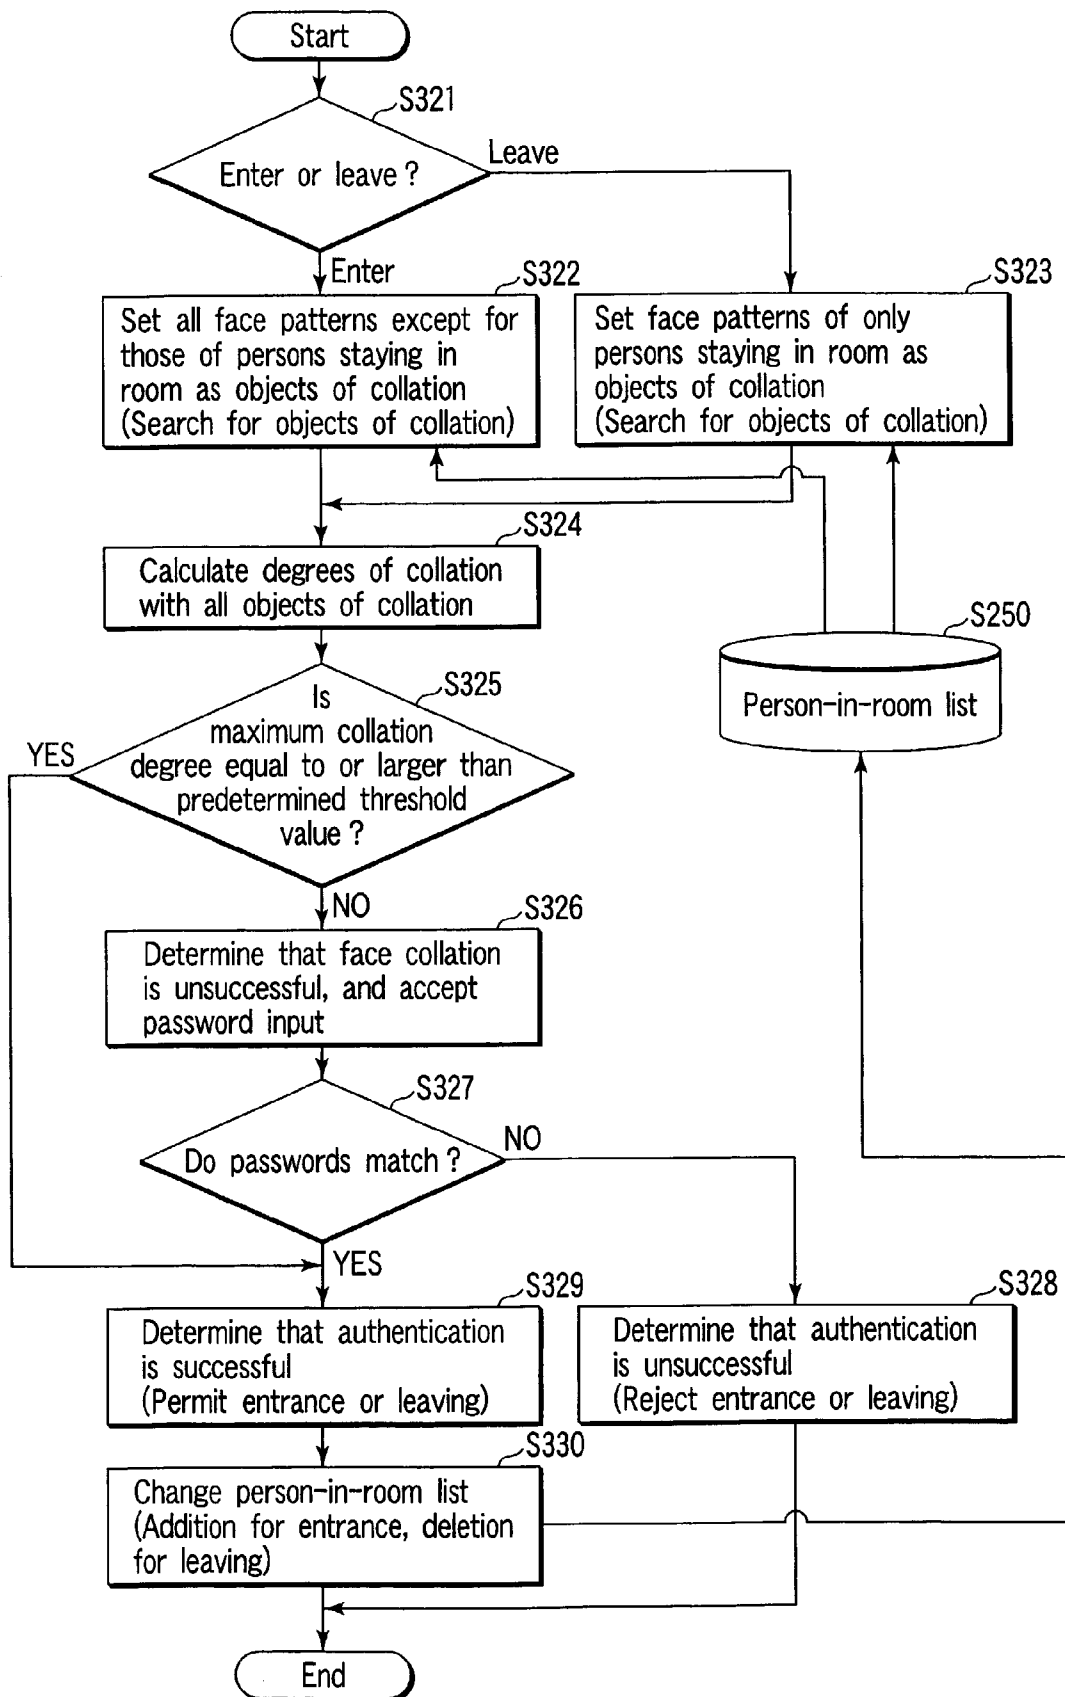 Start
S321
Enter or leave ?
Leave
Enter
S322
Set all face patterns except for
those of persons staying in
room as objects of collation
(Search for objects of collation)
S323
Set face patterns of only
persons staying in room as
objects of collation
(Search for objects of collation)
S324
Calculate degrees of collation
with all objects of collation
S250
Person-in-room list
S325
Is
maximum collation
degree equal to or larger than
predetermined threshold
value ?
YES
NO
S326
Determine that face collation
is unsuccessful, and accept
password input
S327
Do passwords match ?
NO
YES
S329
Determine that authentication
is successful
(Permit entrance or leaving)
S328
Determine that authentication
is unsuccessful
(Reject entrance or leaving)
S330
Change person-in-room list
(Addition for entrance, deletion
for leaving)
End